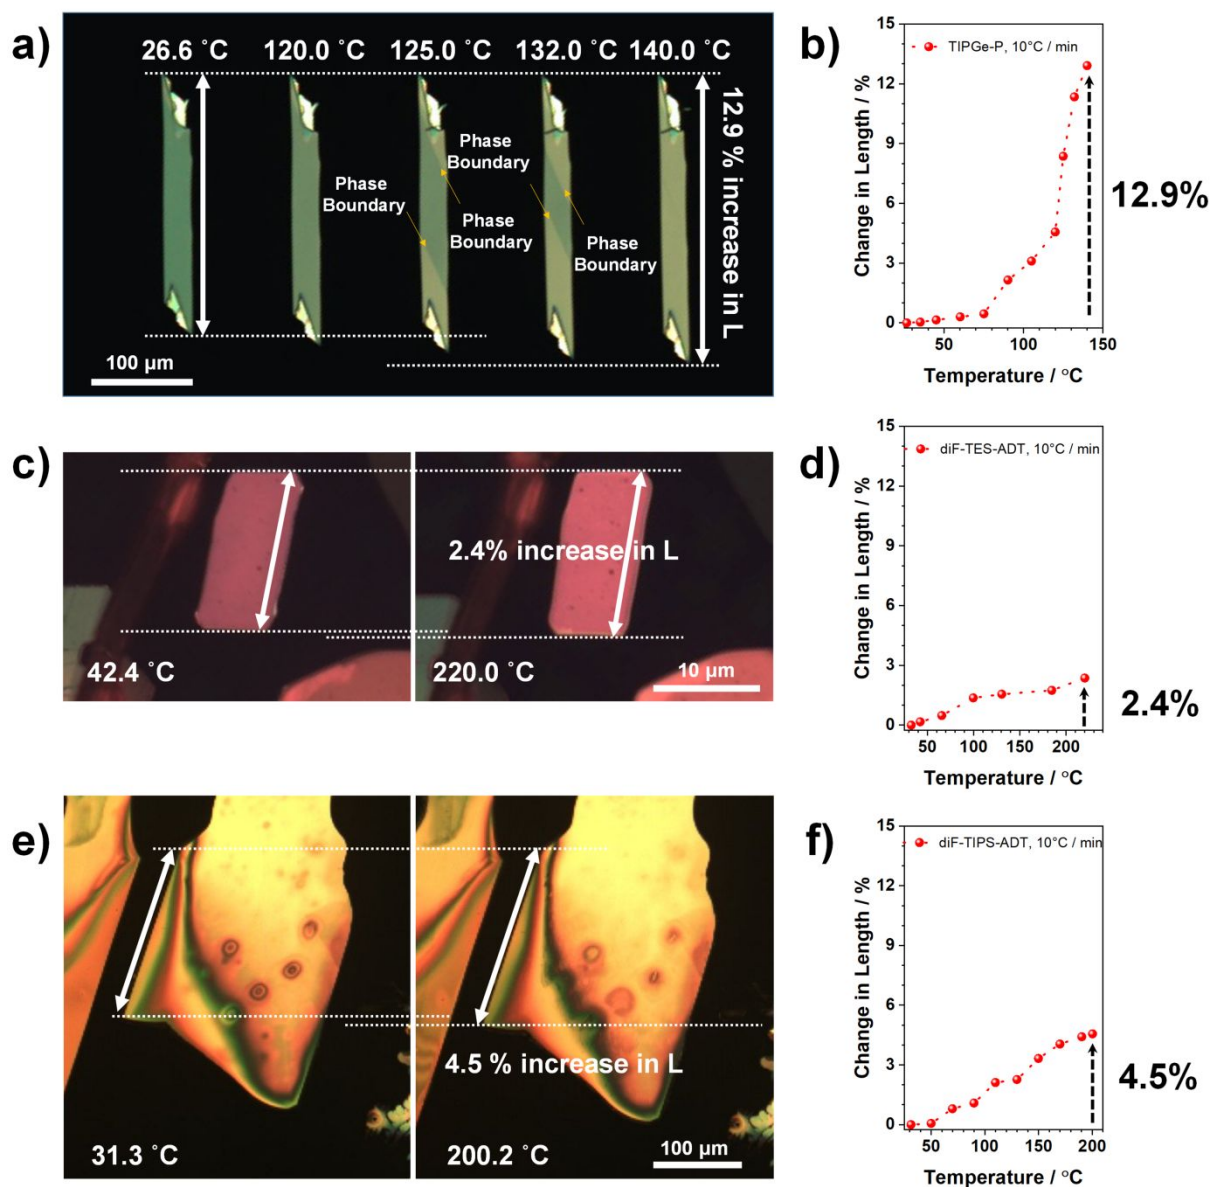 a)
26.6 °C
120.0 °C
125.0 °C
132.0 °C
140.0 °C
Phase
Boundary
Phase
Boundary
Phase
Boundary
Phase
Boundary
12.9 % increase in L
100 µm
b)
TIPGe-P, 10°C / min
15
12
9
6
3
0
Change in Length / %
50
100
150
Temperature / °C
12.9%
c)
2.4% increase in L
42.4 °C
220.0 °C
10 µm
d)
diF-TES-ADT, 10°C / min
15
12
9
6
3
0
Change in Length / %
50
100
150
200
Temperature / °C
2.4%
e)
4.5 % increase in L
31.3 °C
200.2 °C
100 µm
f)
diF-TIPS-ADT, 10°C / min
15
12
9
6
3
0
Change in Length / %
50
100
150
200
Temperature / °C
4.5%